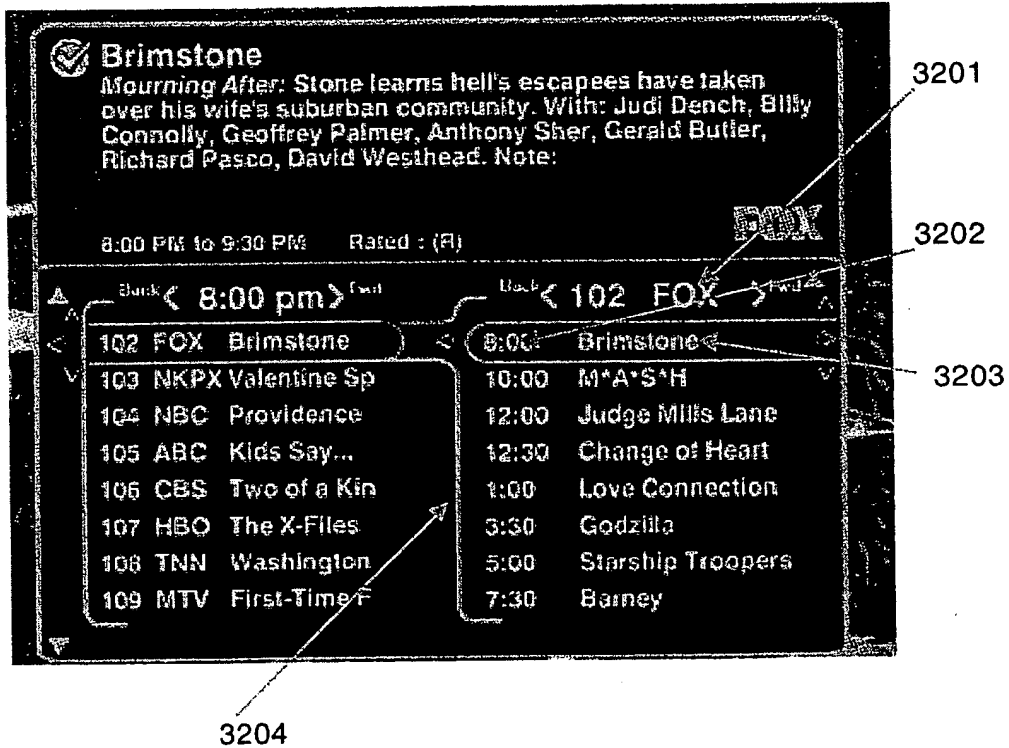 Brimstone
Mourning After: Stone learns hell's escapees have taken
over his wife's suburban community. With: Judi Dench, Billy
Connolly, Geoffrey Palmer, Anthony Sher, Gerald Butler,
Richard Pasco, David Westhead. Note:
FOX
8:00 PM to 9:30 PM Rated : (R)
3201
3202
3203
3204
Back < 8:00 pm > Fwd
102 FOX Brimstone
103 NKPX Valentine Sp
104 NBC Providence
105 ABC Kids Say...
106 CBS Two of a Kin
107 HBO The X-Files
108 TNN Washington
109 MTV First-Time F
Back < 102 FOX > Fwd
8:00 Brimstone
10:00 M*A*S*H
12:00 Judge Mills Lane
12:30 Change of Heart
1:00 Love Connection
3:30 Godzilla
5:00 Starship Troopers
7:30 Barney